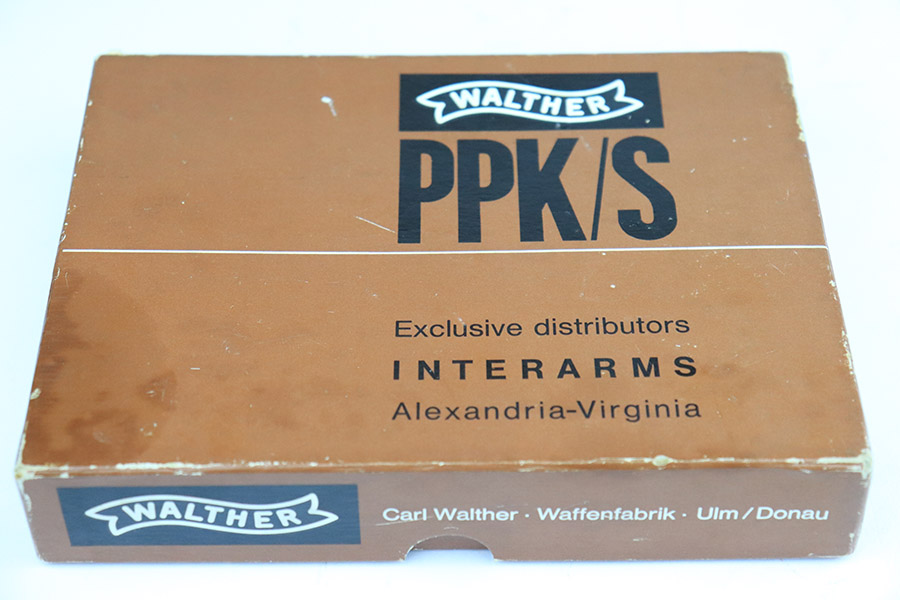 WALTHER
PPK/S
Exclusive distributors
INTERARMS
Alexandria-Virginia
WALTHER
Carl Walther · Waffenfabrik · Ulm/Donau